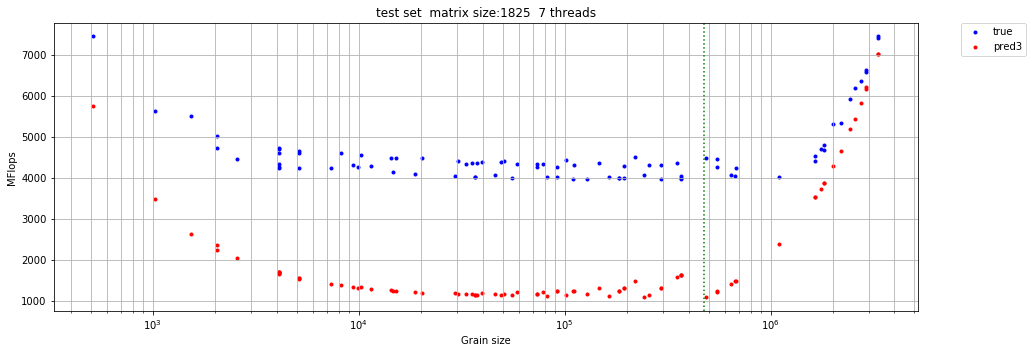 test set  matrix size:1825  7 threads
true
pred3
7000
6000
5000
4000
3000
2000
1000
MFlops
10³
10⁴
10⁵
10⁶
Grain size